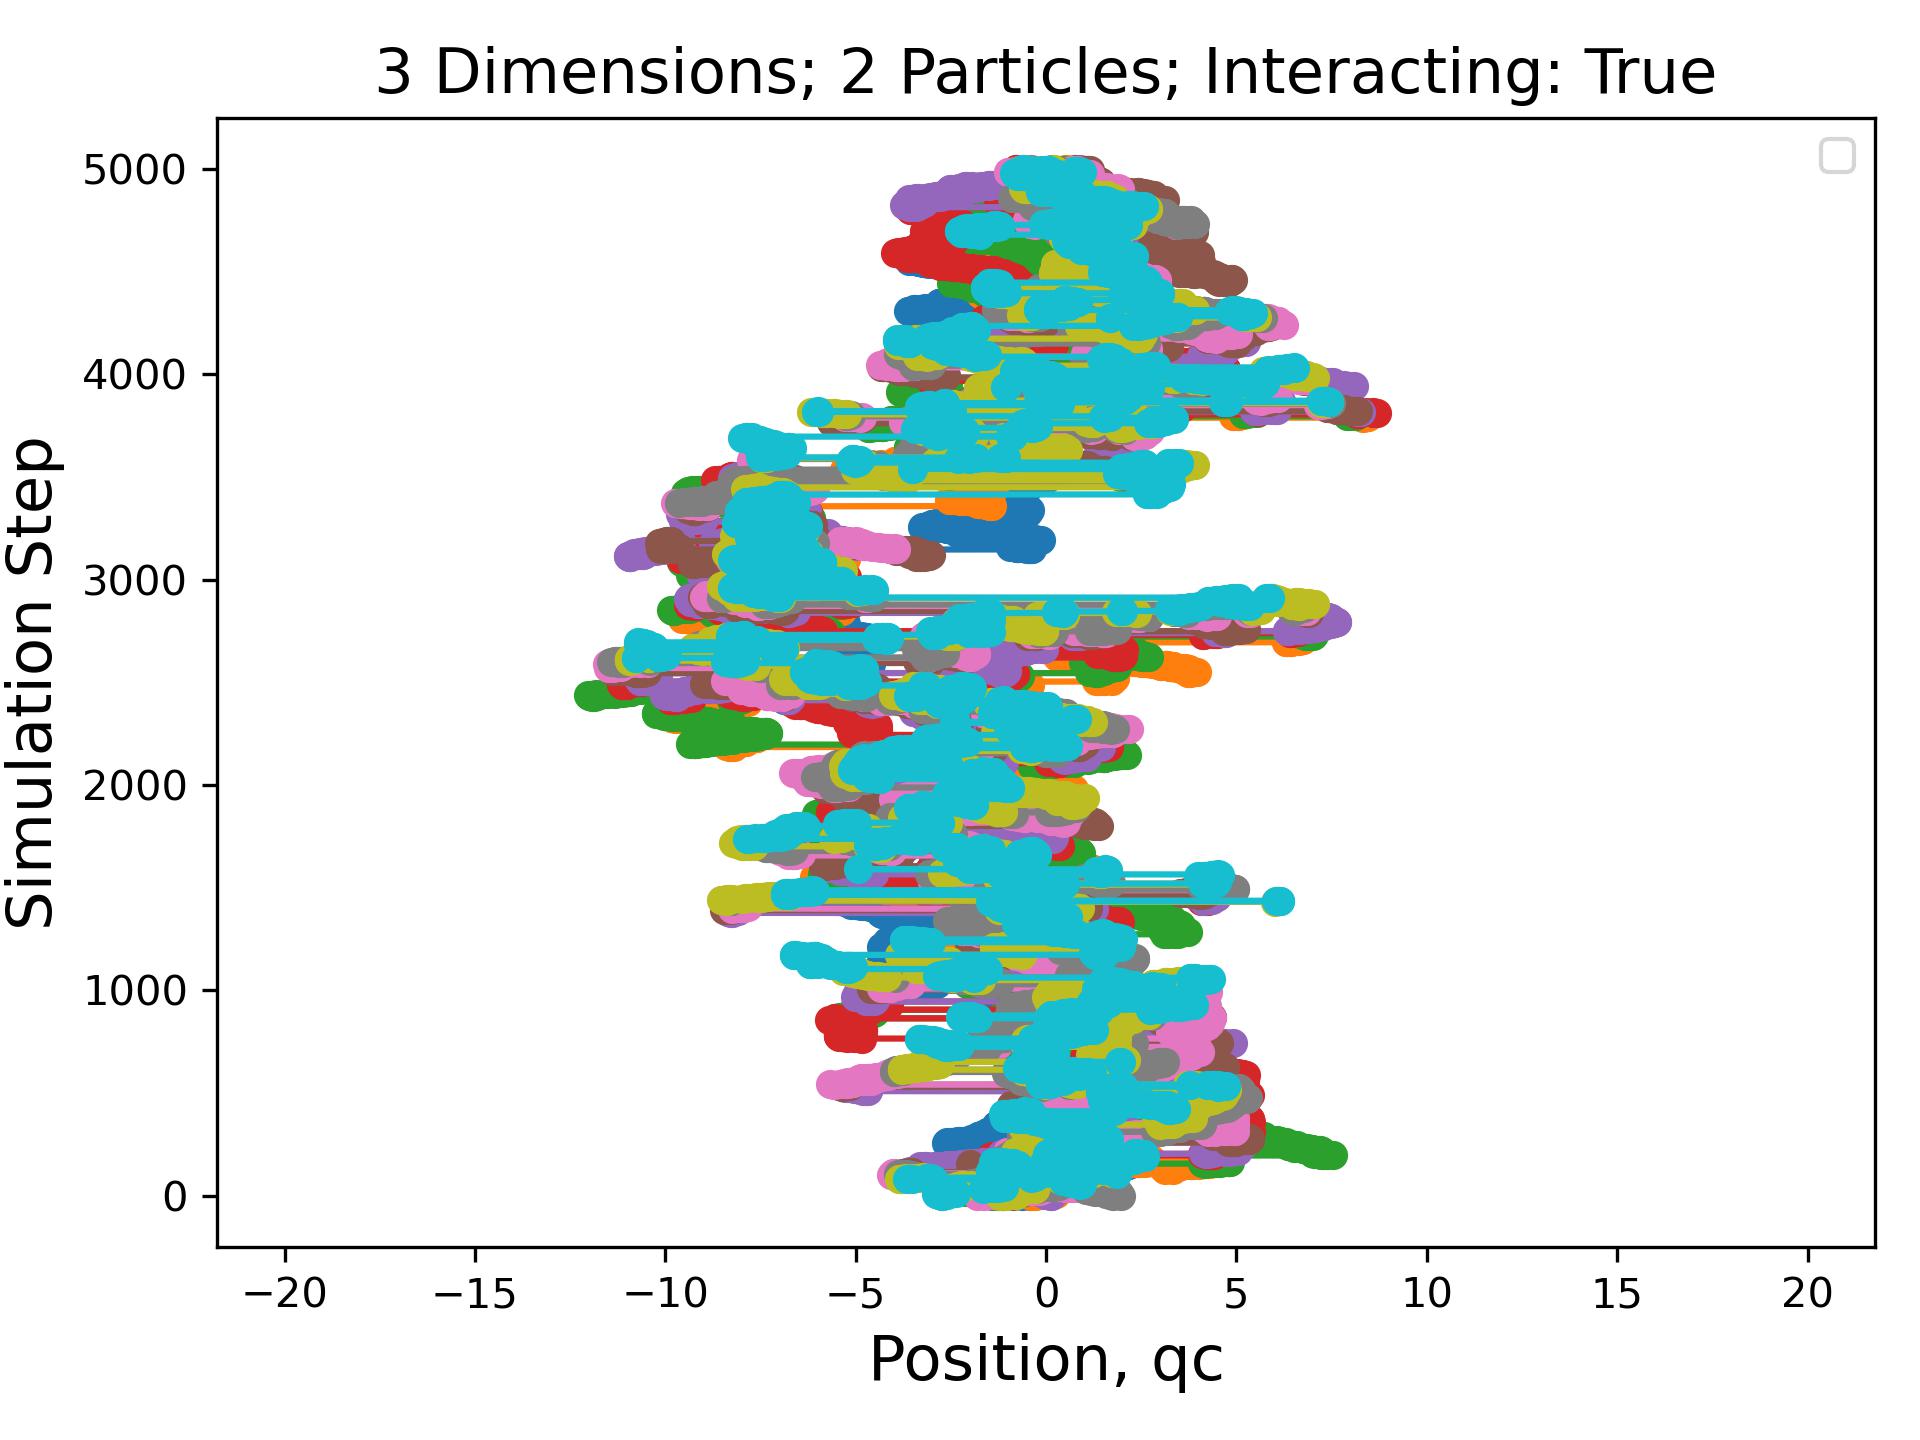 3 Dimensions; 2 Particles; Interacting: True
Simulation Step
5000
4000
3000
2000
1000
0
−20 −15 −10 −5 0 5 10 15 20
Position, qc